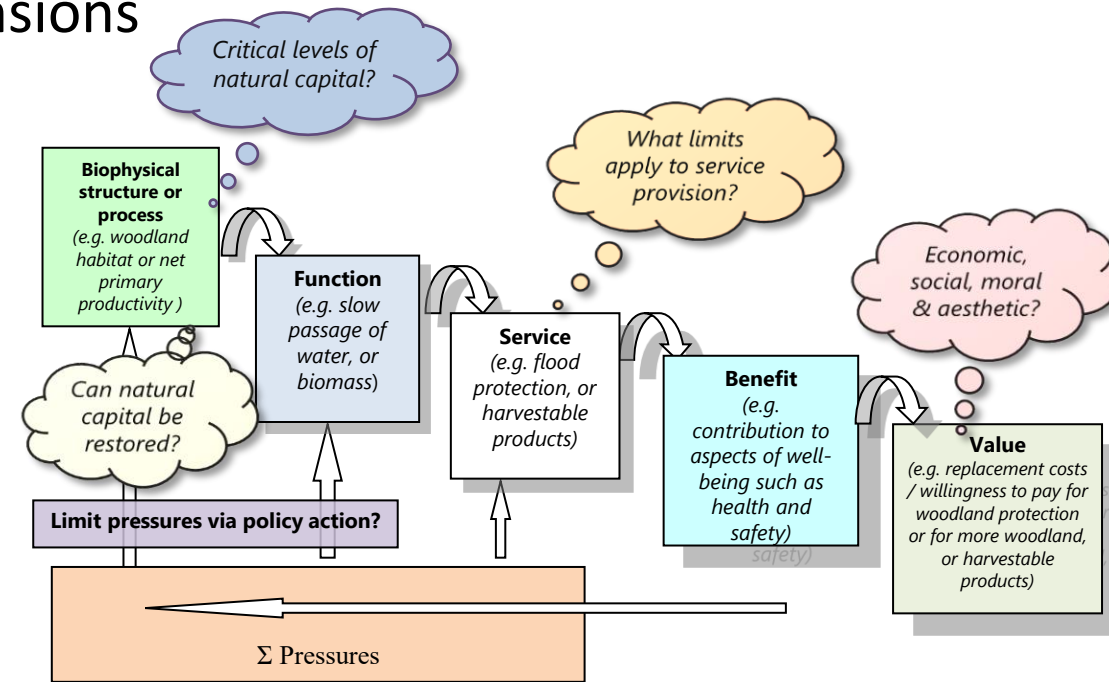 nsions
Critical levels of
natural capital?
Biophysical
structure or
process
(e.g. woodland
habitat or net
primary
productivity )
What limits
apply to service
provision?
Function
(e.g. slow
passage of
water, or
biomass)
Economic,
social, moral
& aesthetic?
Service
(e.g. flood
protection, or
harvestable
products)
Can natural
capital be
restored?
Benefit
(e.g.
contribution to
aspects of well-
being such as
health and
safety)
safety)
Value
(e.g. replacement costs
/ willingness to pay for
woodland protection
or for more woodland,
or harvestable
products)
Limit pressures via policy action?
Σ Pressures